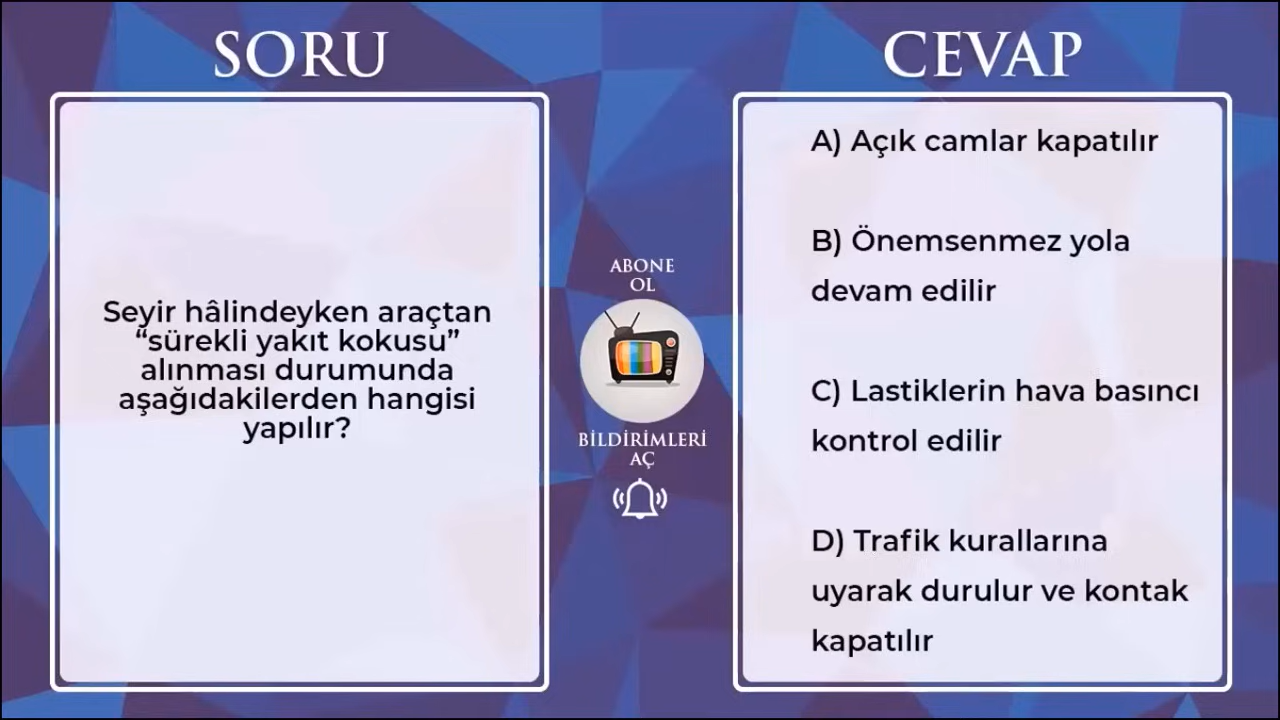 SORU
Seyir hâlindeyken araçtan
“sürekli yakıt kokusu”
alınması durumunda
aşağıdakilerden hangisi
yapılır?
ABONE
OL
BİLDİRİMLERİ
AÇ
CEVAP
A) Açık camlar kapatılır
B) Önemsenmez yola
devam edilir
C) Lastiklerin hava basıncı
kontrol edilir
D) Trafik kurallarına
uyarak durulur ve kontak
kapatılır